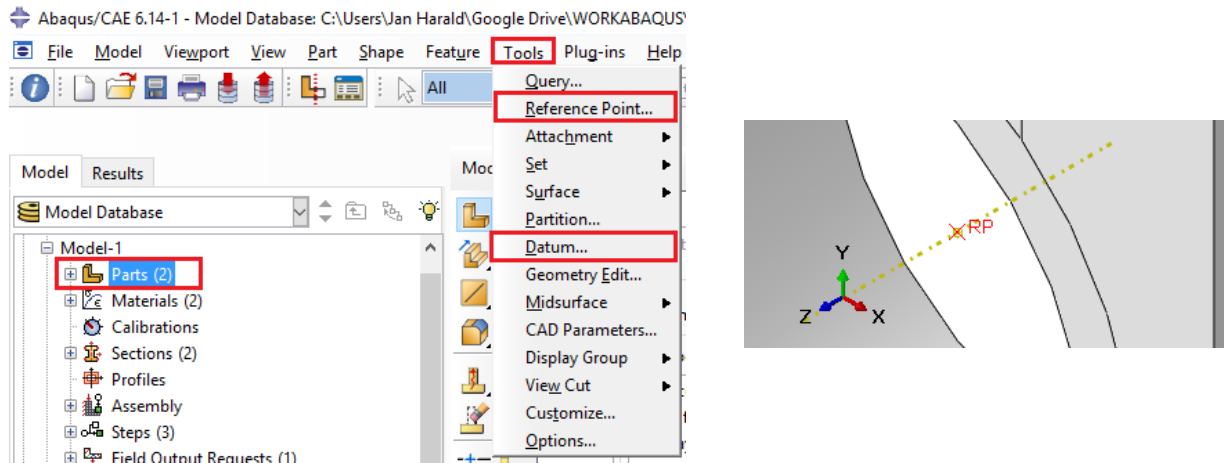 Abaqus/CAE 6.14-1 - Model Database: C:\Users\Jan Harald\Google Drive\WORKABAQUS\
File Model Viewport View Part Shape Feature Tools Plug-ins Help
All
Query...
Reference Point...
Attachment
Set
Surface
Partition...
Datum...
Geometry Edit...
Midsurface
CAD Parameters...
Display Group
View Cut
Customize...
Options...
Model Results
Model Database
Model-1
Parts (2)
Materials (2)
Calibrations
Sections (2)
Profiles
Assembly
Steps (3)
Field Output Requests (1)
RP
Y
Z X